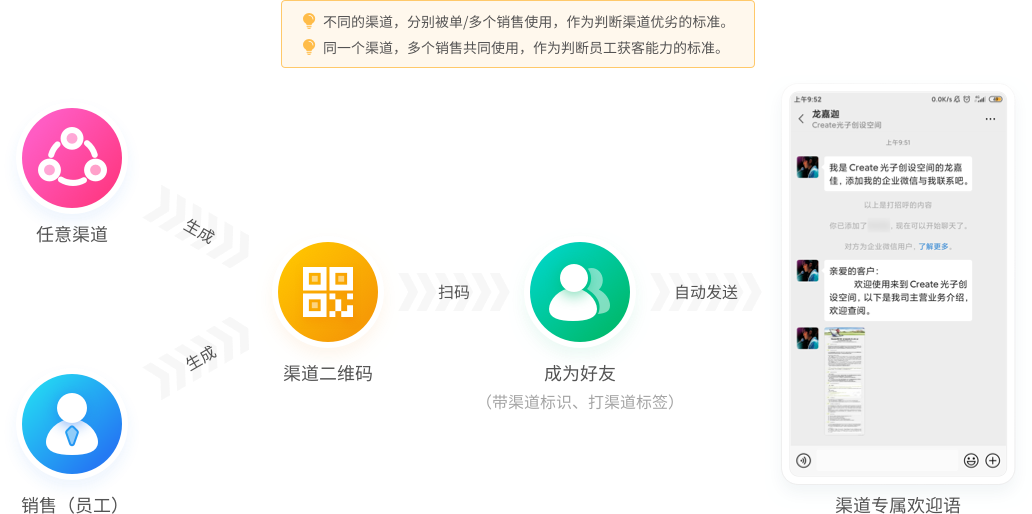 不同的渠道，分别被单/多个销售使用，作为判断渠道优劣的标准。
同一个渠道，多个销售共同使用，作为判断员工获客能力的标准。
任意渠道
生成
销售（员工）
生成
渠道二维码
扫码
成为好友
（带渠道标识、打渠道标签）
自动发送
上午9:52
0.0K/s
龙嘉迦
Create光子创设空间
上午9:51
我是 Create 光子创设空间的龙嘉
佳，添加我的企业微信与我联系吧。
以上是打招呼的内容
你已添加了 ，现在可以开始聊天了。
对方为企业微信用户，了解更多。
亲爱的客户：
欢迎使用来到 Create 光子创
设空间，以下是我司主营业务介绍，
欢迎查阅。
渠道专属欢迎语